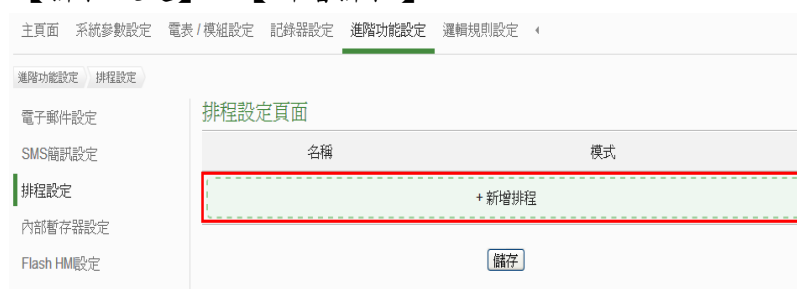 主頁面 系統參數設定 電表 / 模組設定 記錄器設定 進階功能設定 邏輯規則設定
進階功能設定 排程設定
電子郵件設定
SMS簡訊設定
排程設定
內部暫存器設定
Flash HMI設定
排程設定頁面
名稱 模式
+ 新增排程
儲存